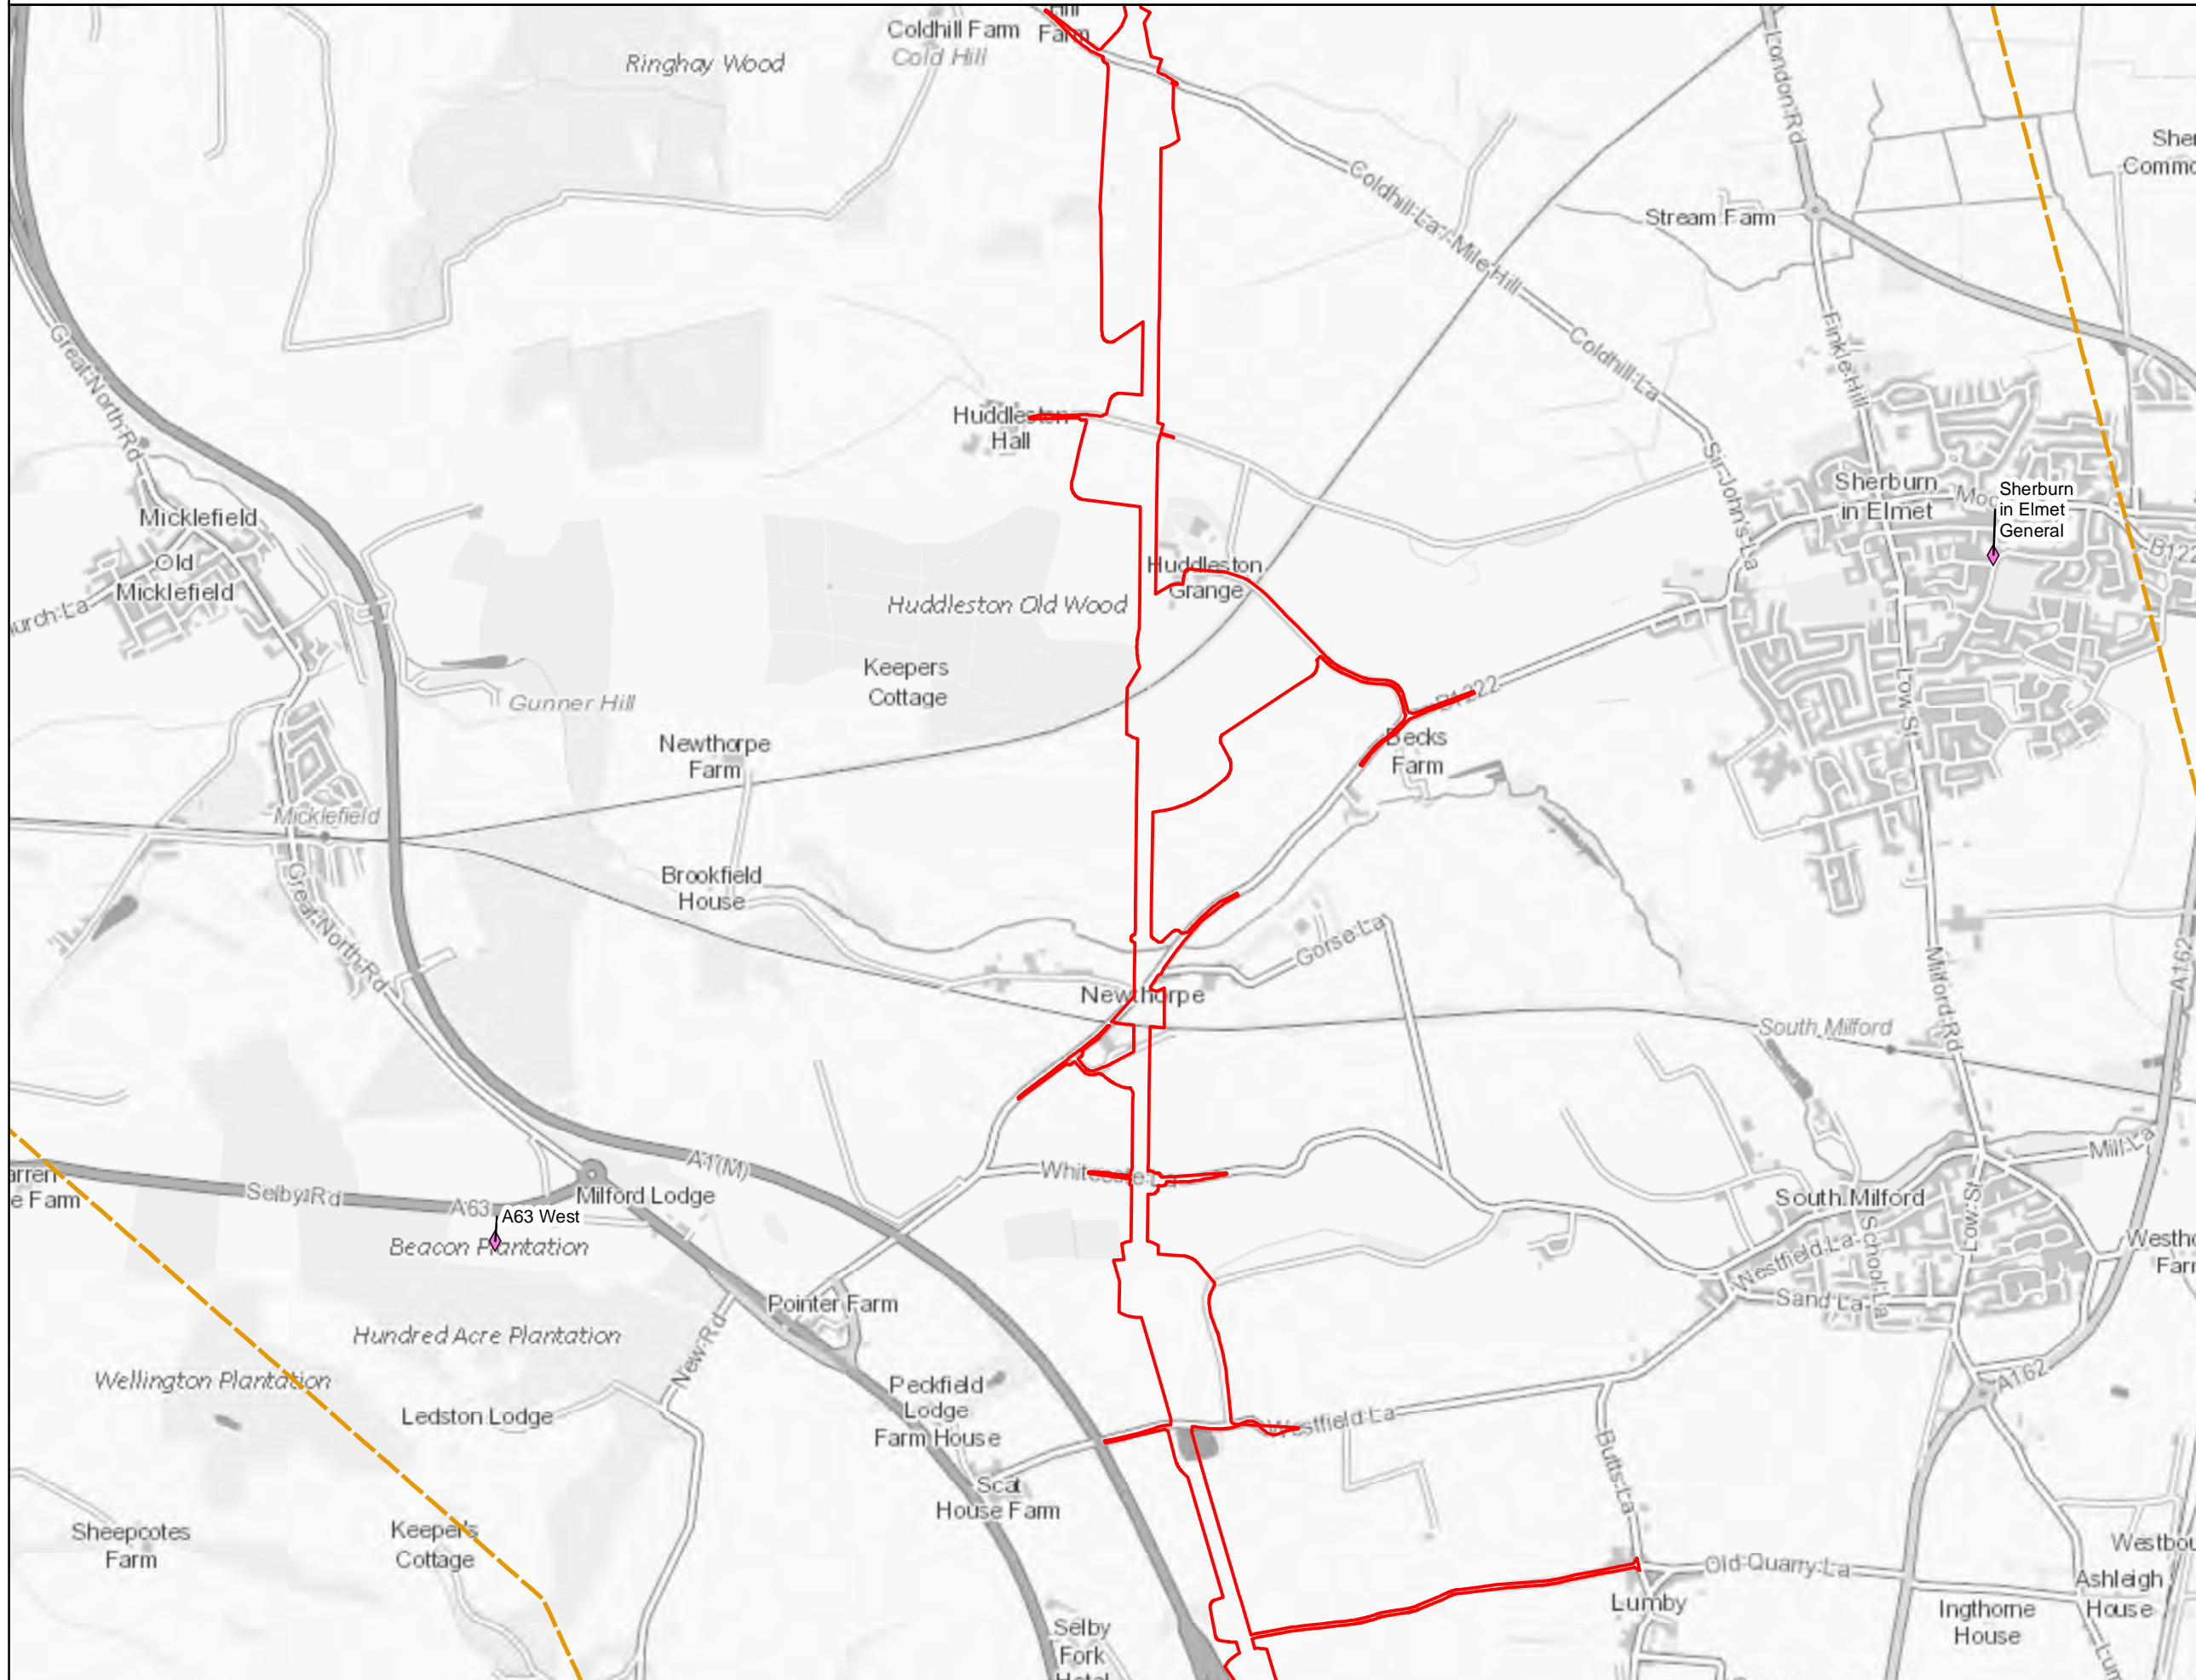 Hill
Farm
Coldhill Farm
Cold Hill
Ringhay Wood
London Rd
Stream Farm
Coldhill La / Mile Hill
Coldhill La
Finkle Hill
Great North Rd
Huddleston
Hall
Sir John's La
Sherburn
in Elmet
Sherburn
in Elmet
General
Micklefield
Old
Micklefield
Huddleston
Grange
Huddleston Old Wood
Keepers
Cottage
Gunner Hill
B1222
Low St
Becks
Farm
Newthorpe
Farm
Micklefield
Brookfield
House
Great North Rd
Gorse La
Newthorpe
Milford Rd
South Milford
A162
Mill La
A1(M)
Selby Rd
A63
Milford Lodge
A63 West
Beacon Plantation
South Milford
Low St
School La
Westfield La
Sand La
Pointer Farm
Hundred Acre Plantation
New Rd
Wellington Plantation
Ledston Lodge
Peckfield
Lodge
Farm House
Westfield La
A162
Butts La
Scat
House Farm
Sheepcotes
Farm
Keeper's
Cottage
Old Quarry La
Lumby
Ashleigh
House
Ingthorne
House
Selby
Fork
Hotel